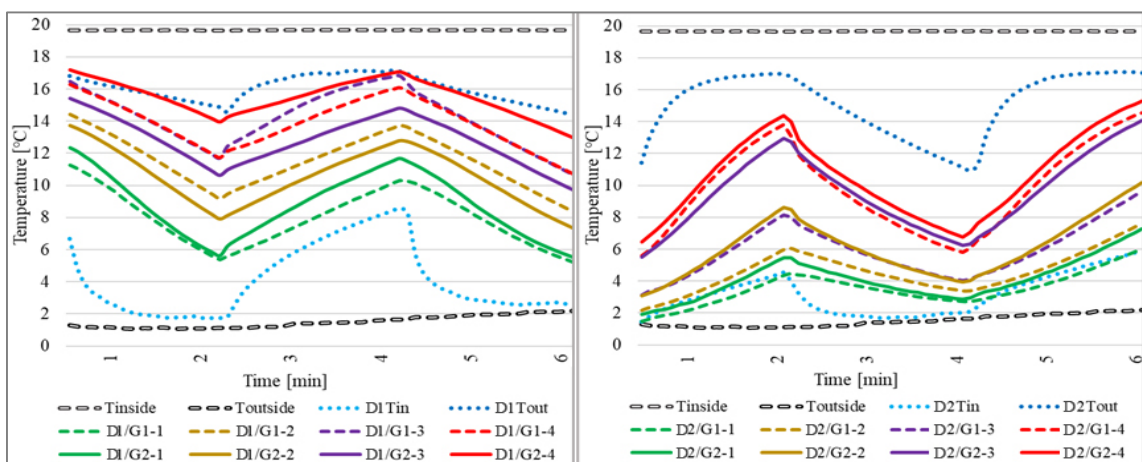 20
18
16
14
12
10
8
6
4
2
0
Temperature [°C]
1 2 3 4 5 6
Time [min]
Tinside Toutside D1Tin D1Tout
D1/G1-1 D1/G1-2 D1/G1-3 D1/G1-4
D1/G2-1 D1/G2-2 D1/G2-3 D1/G2-4
20
18
16
14
12
10
8
6
4
2
0
Temperature [°C]
1 2 3 4 5 6
Time [min]
Tinside Toutside D2Tin D2Tout
D2/G1-1 D2/G1-2 D2/G1-3 D2/G1-4
D2/G2-1 D2/G2-2 D2/G2-3 D2/G2-4